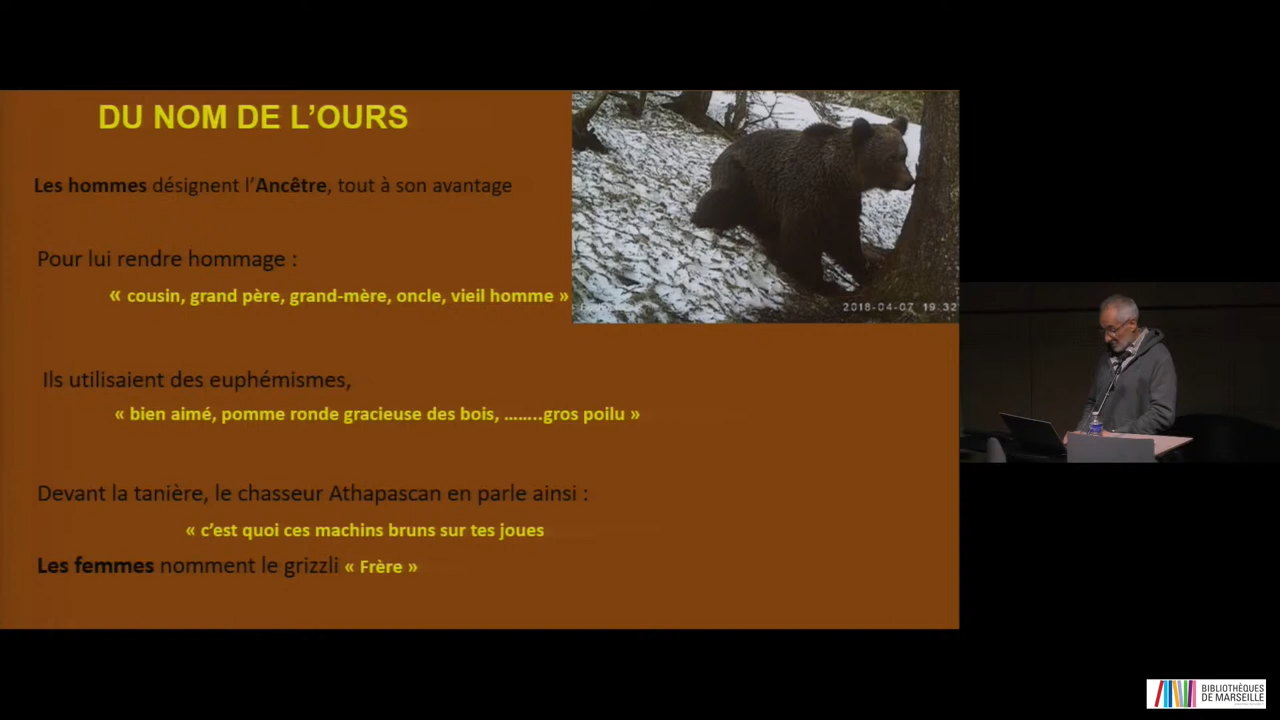 DU NOM DE L'OURS
Les hommes désignent l'Ancêtre, tout à son avantage
Pour lui rendre hommage :
« cousin, grand père, grand-mère, oncle, vieil homme »
2018-04-07 19:32
Ils utilisaient des euphémismes,
« bien aimé, pomme ronde gracieuse des bois, ……..gros poilu »
Devant la tanière, le chasseur Athapascan en parle ainsi :
« c'est quoi ces machins bruns sur tes joues
Les femmes nomment le grizzli « Frère »
BIBLIOTHÈQUES
DE MARSEILLE